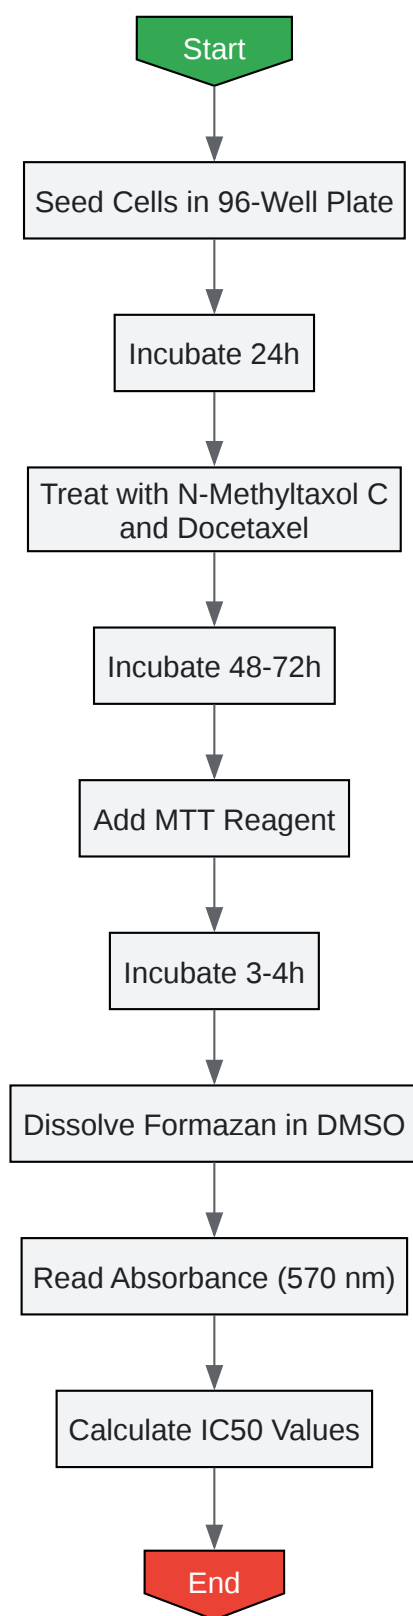 Start
Seed Cells in 96-Well Plate
Incubate 24h
Treat with N-Methyltaxol C
and Docetaxel
Incubate 48-72h
Add MTT Reagent
Incubate 3-4h
Dissolve Formazan in DMSO
Read Absorbance (570 nm)
Calculate IC50 Values
End